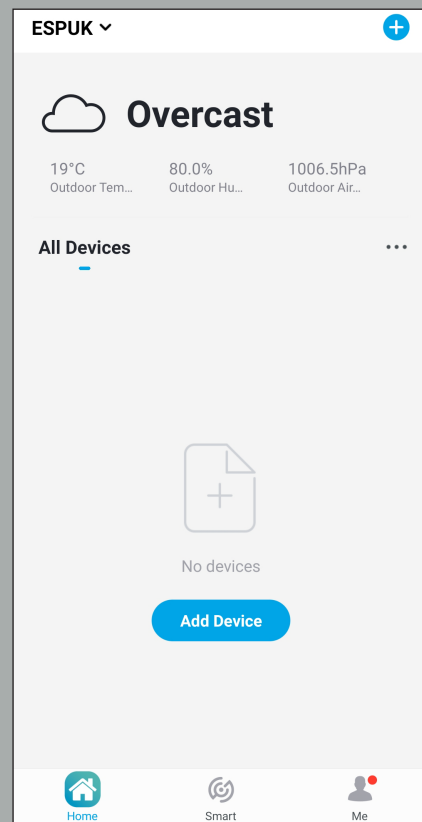 ESPUK
Overcast
19°C 80.0% 1006.5hPa
Outdoor Tem... Outdoor Hu... Outdoor Air...
All Devices
No devices
Add Device
Home Smart Me